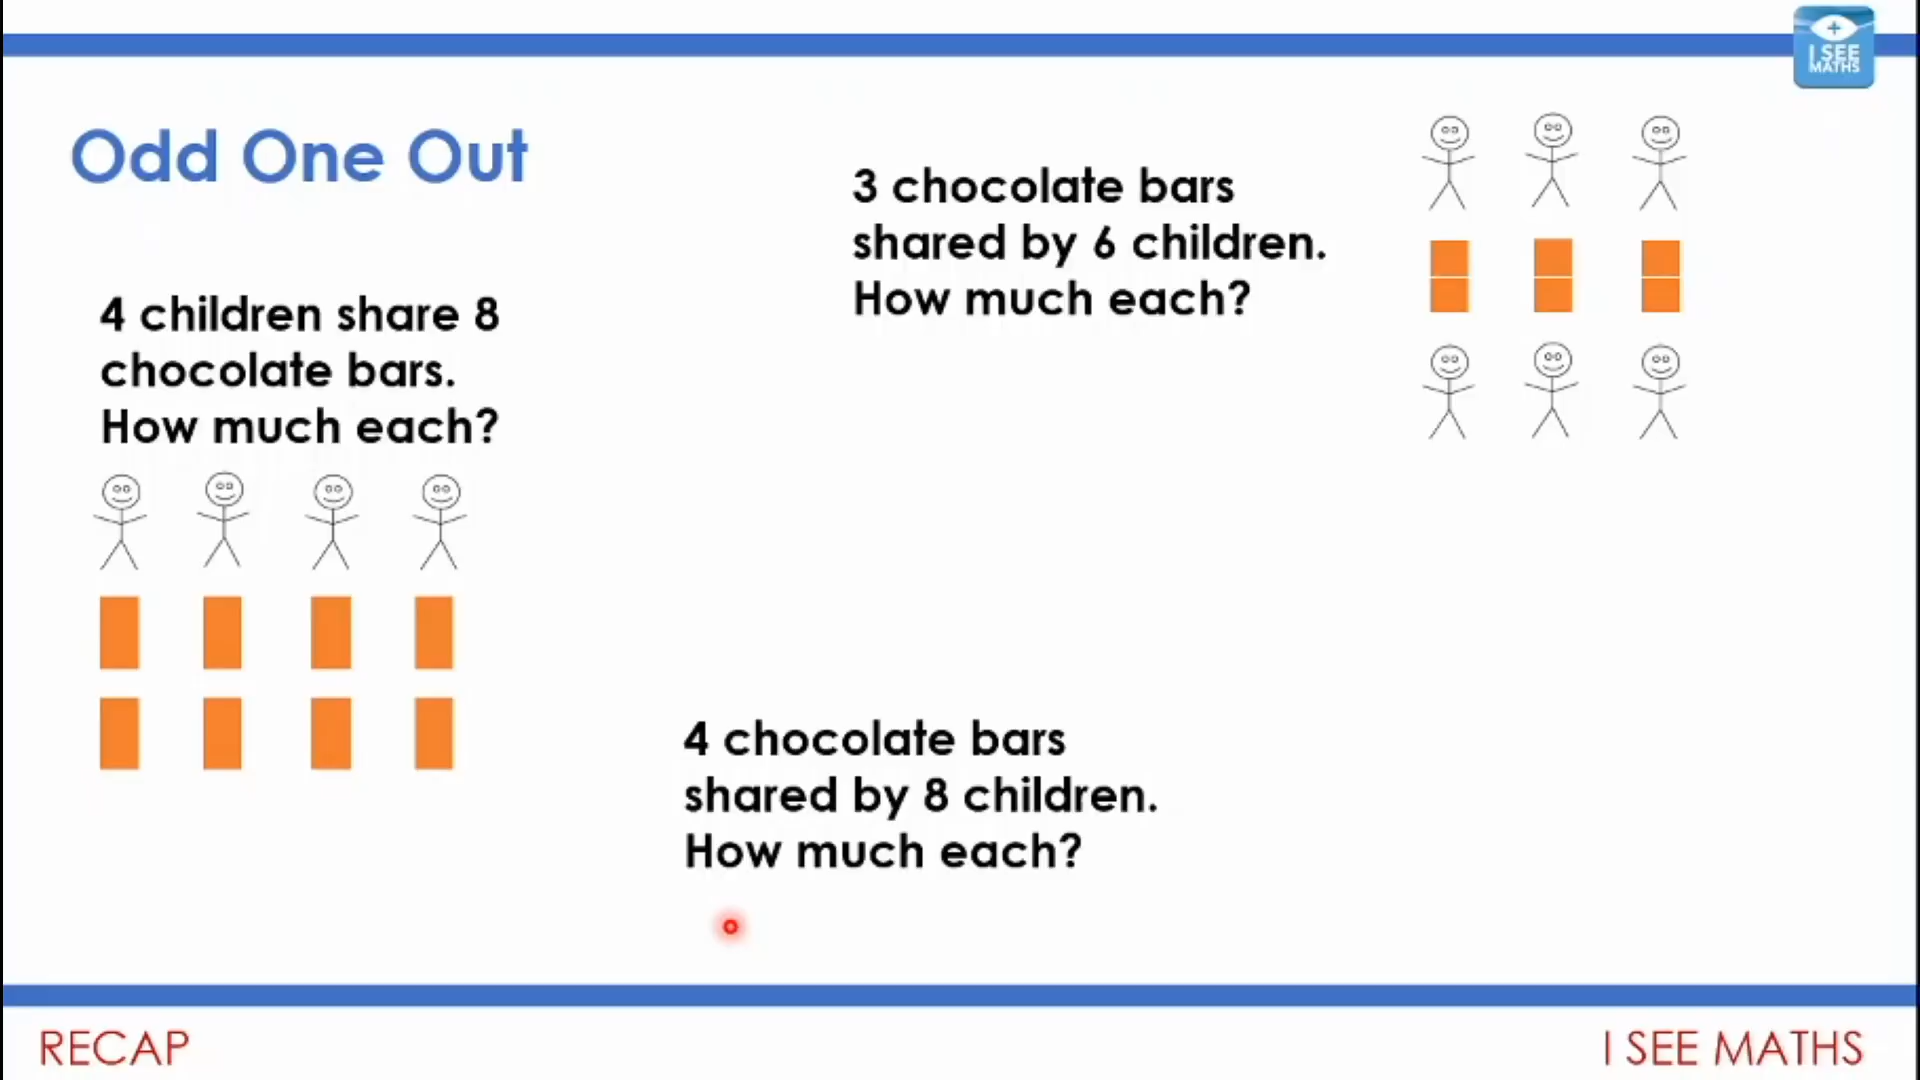 I SEE
MATHS
Odd One Out
3 chocolate bars
shared by 6 children.
How much each?
4 children share 8
chocolate bars.
How much each?
4 chocolate bars
shared by 8 children.
How much each?
RECAP
I SEE MATHS